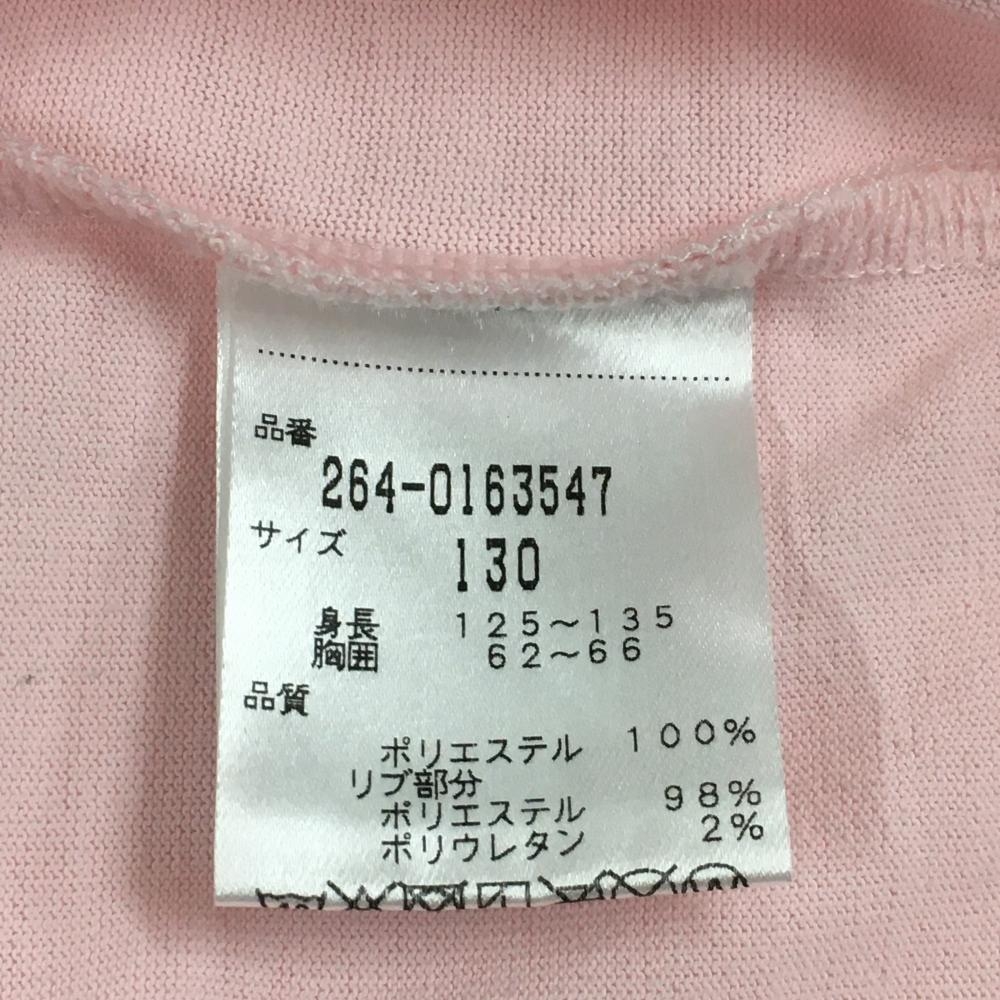 品番
264-0163547
サイズ
130
身長 125～135
胸囲 62～66
品質
ポリエステル 100%
リブ部分
ポリエステル 98%
ポリウレタン 2%